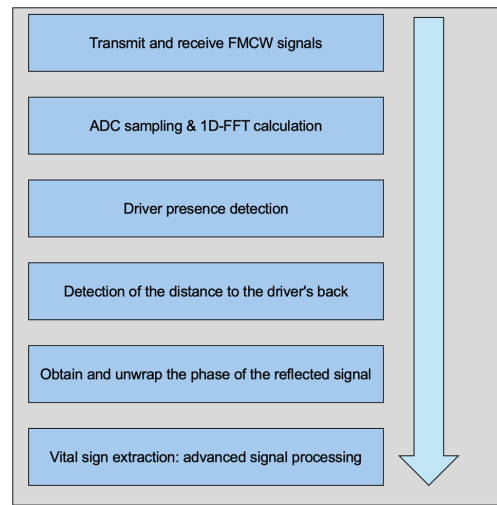 Transmit and receive FMCW signals
ADC sampling & 1D-FFT calculation
Driver presence detection
Detection of the distance to the driver's back
Obtain and unwrap the phase of the reflected signal
Vital sign extraction: advanced signal processing